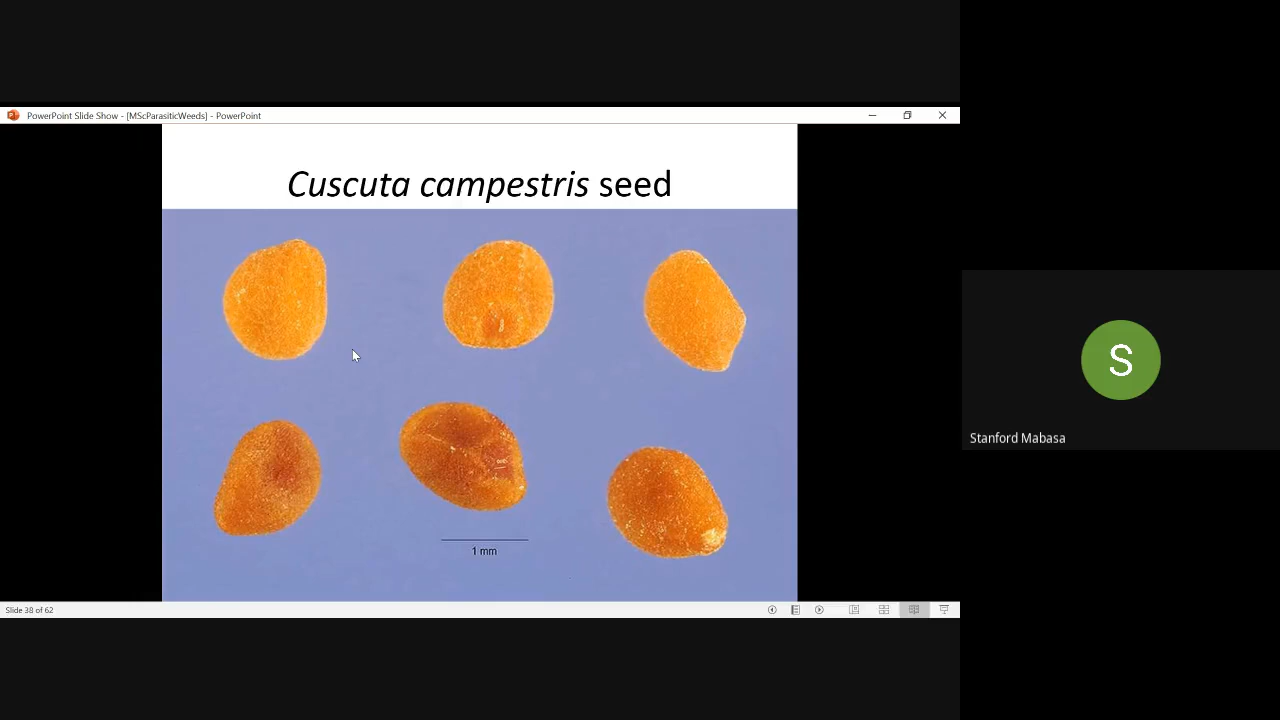 PowerPoint Slide Show - [MScParasiticWeeds] - PowerPoint
Cuscuta campestris seed
1 mm
Slide 38 of 62
S
Stanford Mabasa